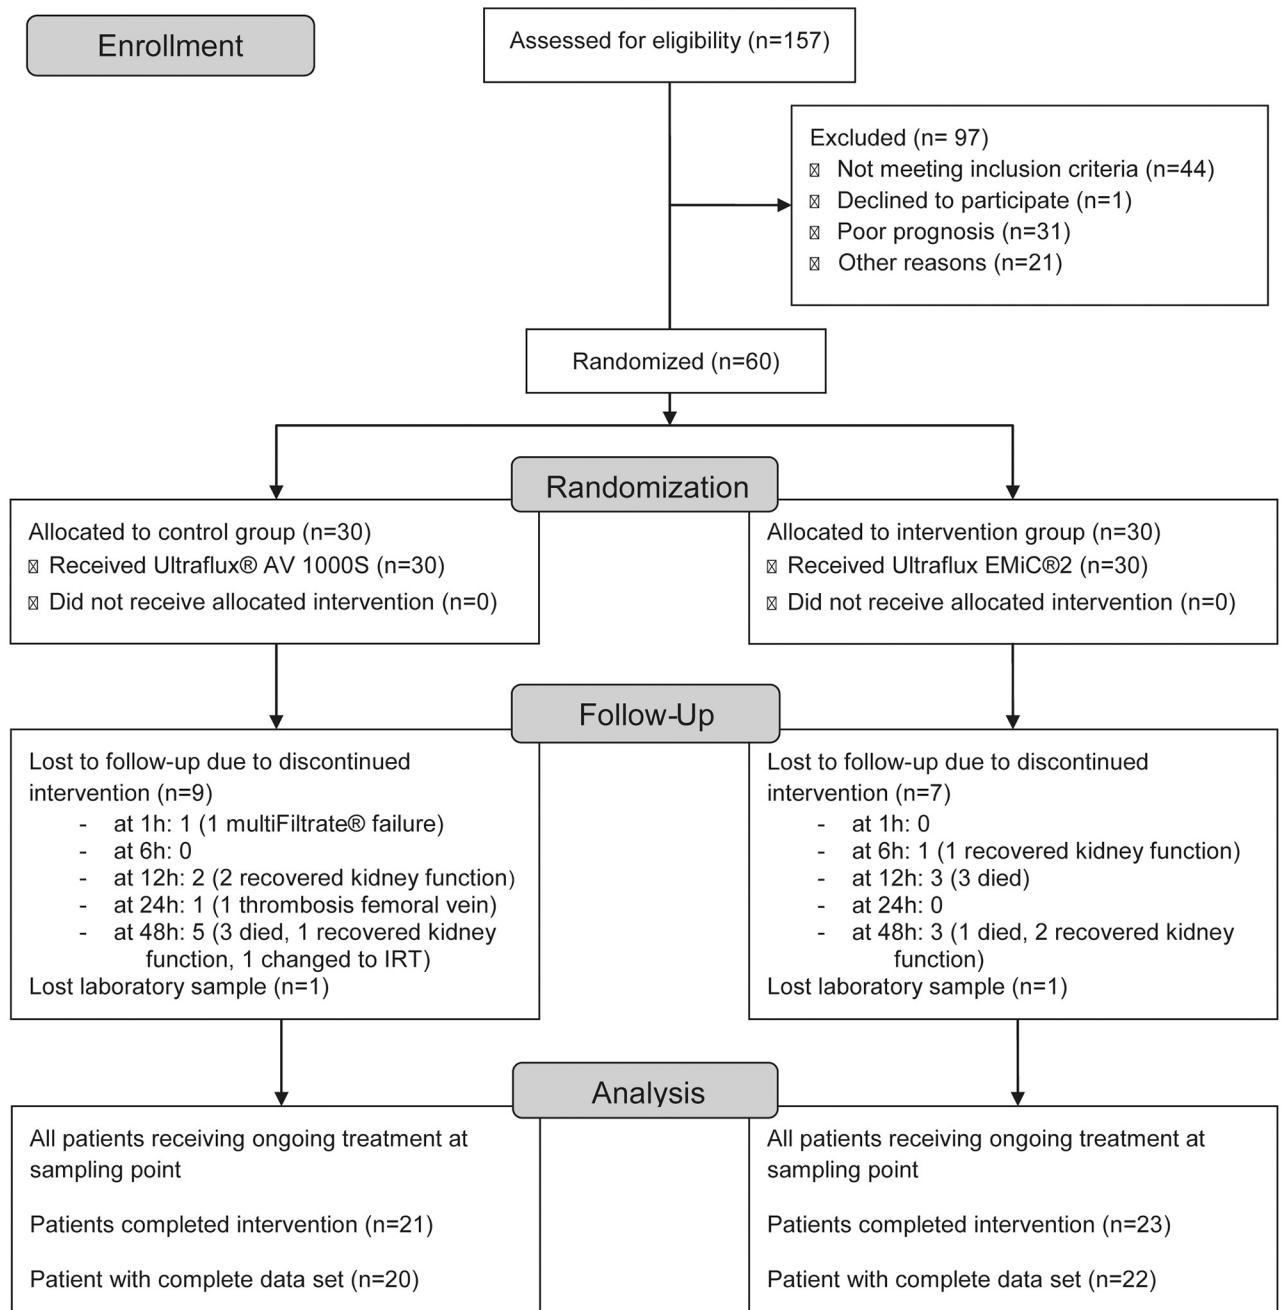 Enrollment
Assessed for eligibility (n=157)
Excluded (n= 97)
Not meeting inclusion criteria (n=44)
Declined to participate (n=1)
Poor prognosis (n=31)
Other reasons (n=21)
Randomized (n=60)
Randomization
Allocated to control group (n=30)
Received Ultraflux® AV 1000S (n=30)
Did not receive allocated intervention (n=0)
Allocated to intervention group (n=30)
Received Ultraflux EMiC®2 (n=30)
Did not receive allocated intervention (n=0)
Follow-Up
Lost to follow-up due to discontinued
intervention (n=9)
- at 1h: 1 (1 multiFiltrate® failure)
- at 6h: 0
- at 12h: 2 (2 recovered kidney function)
- at 24h: 1 (1 thrombosis femoral vein)
- at 48h: 5 (3 died, 1 recovered kidney
function, 1 changed to IRT)
Lost laboratory sample (n=1)
Lost to follow-up due to discontinued
intervention (n=7)
- at 1h: 0
- at 6h: 1 (1 recovered kidney function)
- at 12h: 3 (3 died)
- at 24h: 0
- at 48h: 3 (1 died, 2 recovered kidney
function)
Lost laboratory sample (n=1)
Analysis
All patients receiving ongoing treatment at
sampling point
Patients completed intervention (n=21)
Patient with complete data set (n=20)
All patients receiving ongoing treatment at
sampling point
Patients completed intervention (n=23)
Patient with complete data set (n=22)